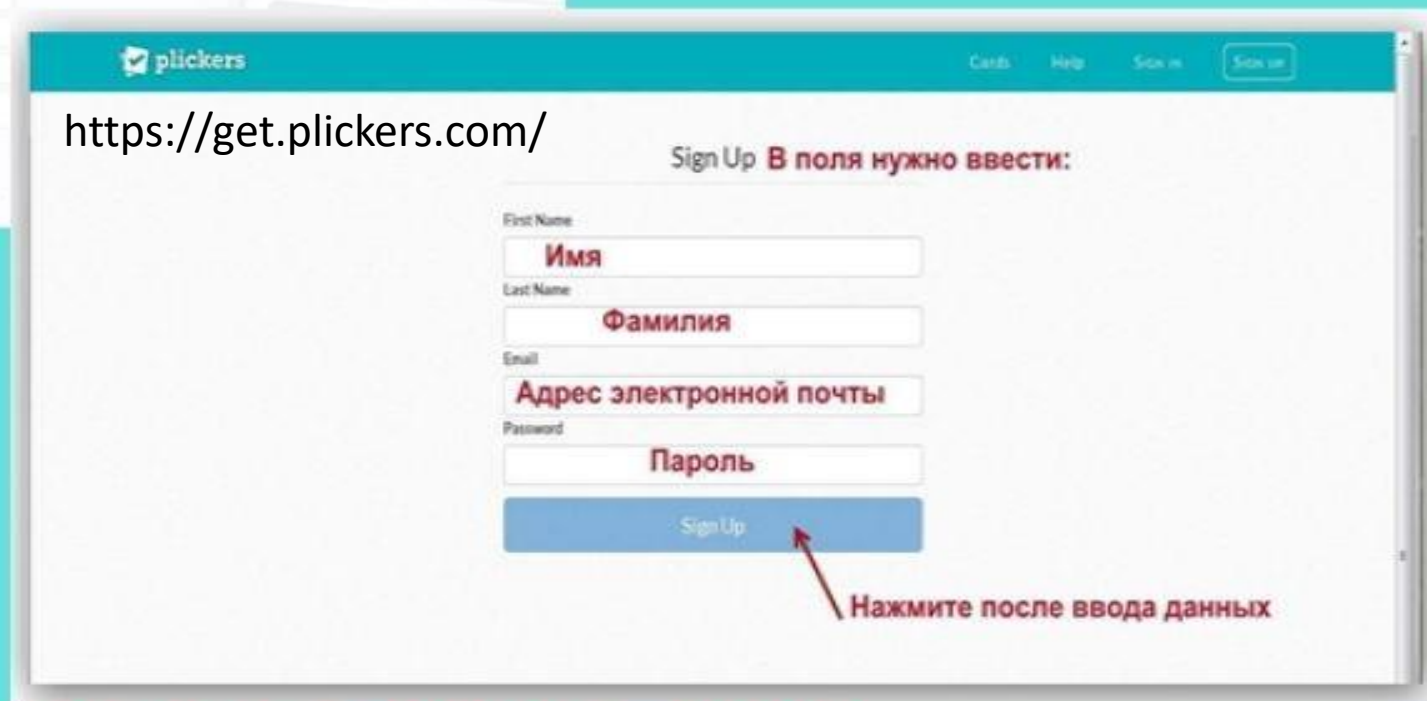 plickers
Cards Help Sign in Sign up
https://get.plickers.com/
Sign Up В поля нужно ввести:
First Name
Имя
Last Name
Фамилия
Email
Адрес электронной почты
Password
Пароль
Sign Up
Нажмите после ввода данных